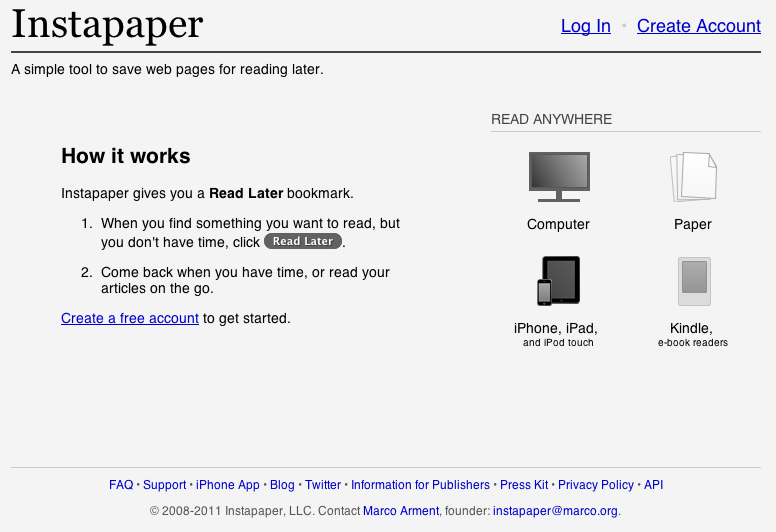 Instapaper
Log In • Create Account
A simple tool to save web pages for reading later.
READ ANYWHERE
How it works
Instapaper gives you a Read Later bookmark.
1. When you find something you want to read, but
you don't have time, click Read Later.
2. Come back when you have time, or read your
articles on the go.
Create a free account to get started.
Computer
Paper
iPhone, iPad,
and iPod touch
Kindle,
e-book readers
FAQ • Support • iPhone App • Blog • Twitter • Information for Publishers • Press Kit • Privacy Policy • API
© 2008-2011 Instapaper, LLC. Contact Marco Arment, founder: instapaper@marco.org.